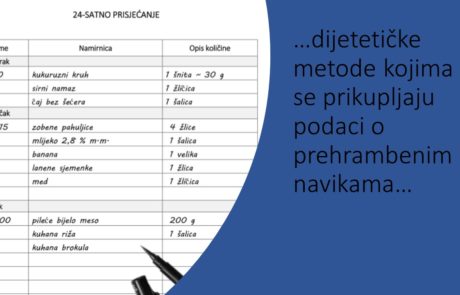 24-SATNO PRISJEĆANJE
me Namirnica Opis količine
rak
0 kukuruzni kruh 1 šnita ~ 30 g
sirni namaz 1 žličica
čaj bez šećera 1 šalica
čak
15 zobene pahuljice 4 žlice
mlijeko 2,8 % m.m. 1 šalica
banana 1 velika
lanene sjemenke 1 žlica
med 1 žličica
k
00 pileće bijelo meso 200 g
kuhana riža 1 šalica
kuhana brokula
...dijetetičke
metode kojima
se prikupljaju
podaci o
prehrambenim
navikama...